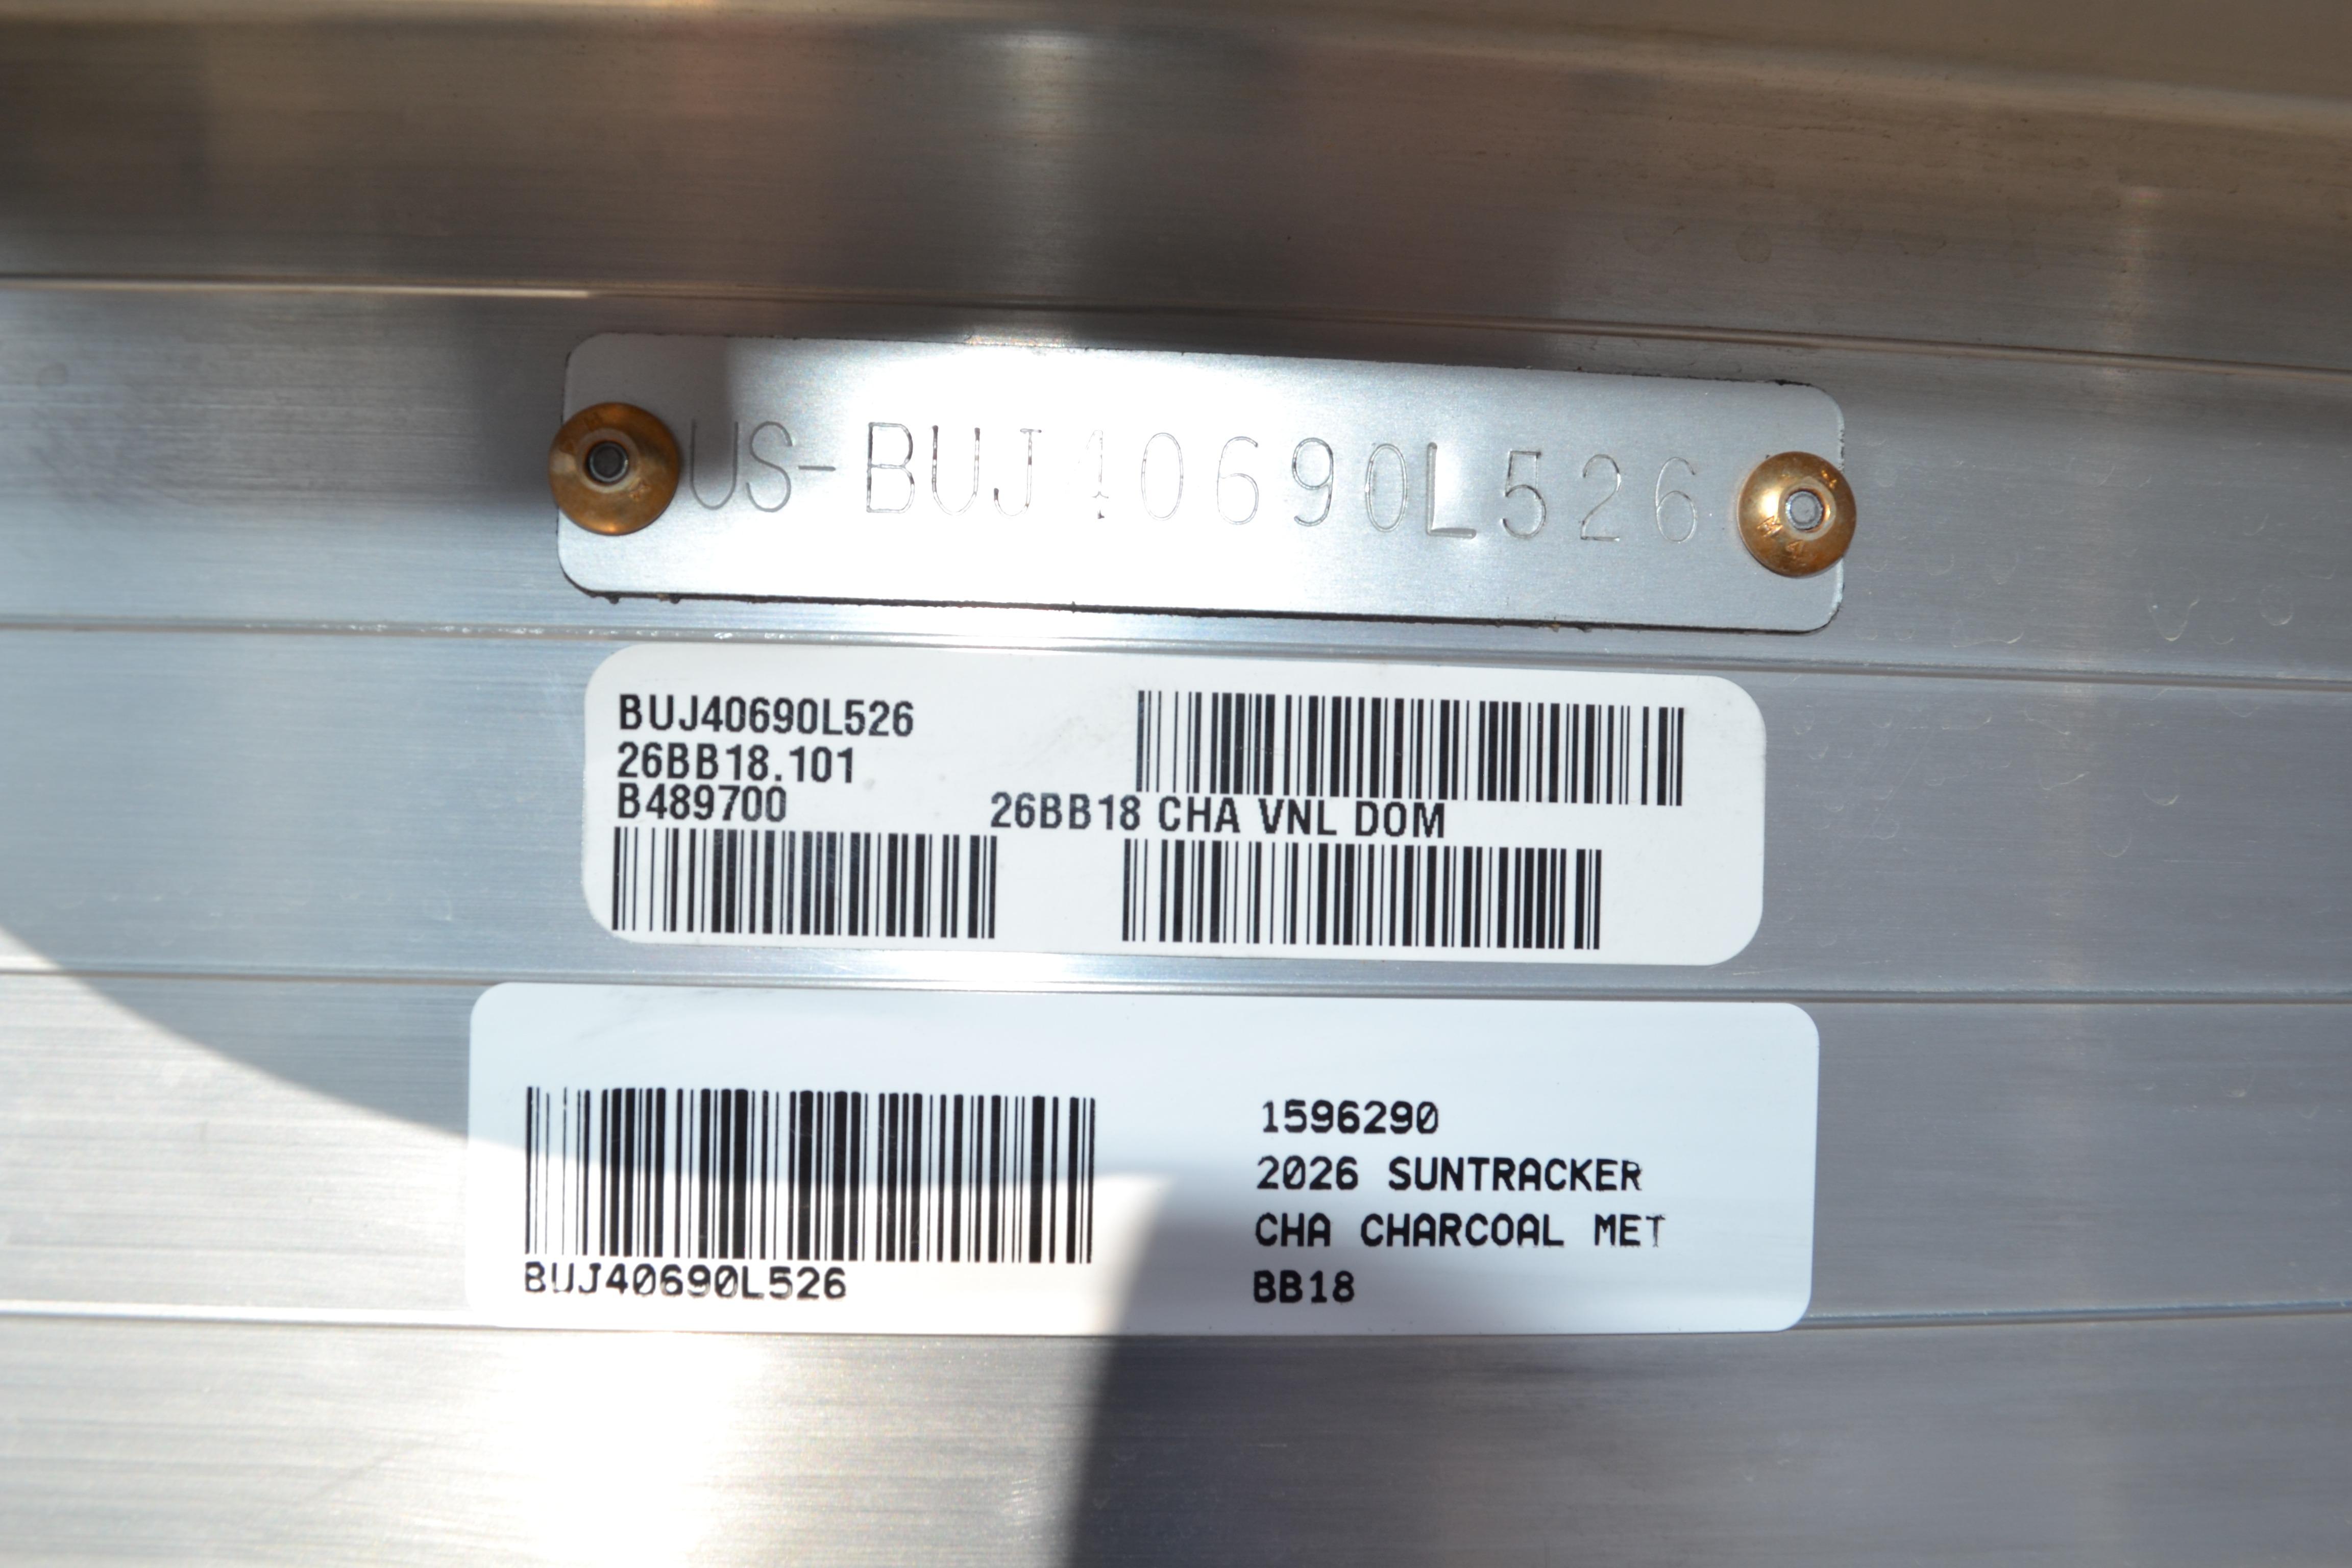 US-BUJ40690L526
BUJ40690L526
26BB18.101
B489700
26BB18 CHA VNL DOM
BUJ40690L526
1596290
2026 SUNTRACKER
CHA CHARCOAL MET
BB18